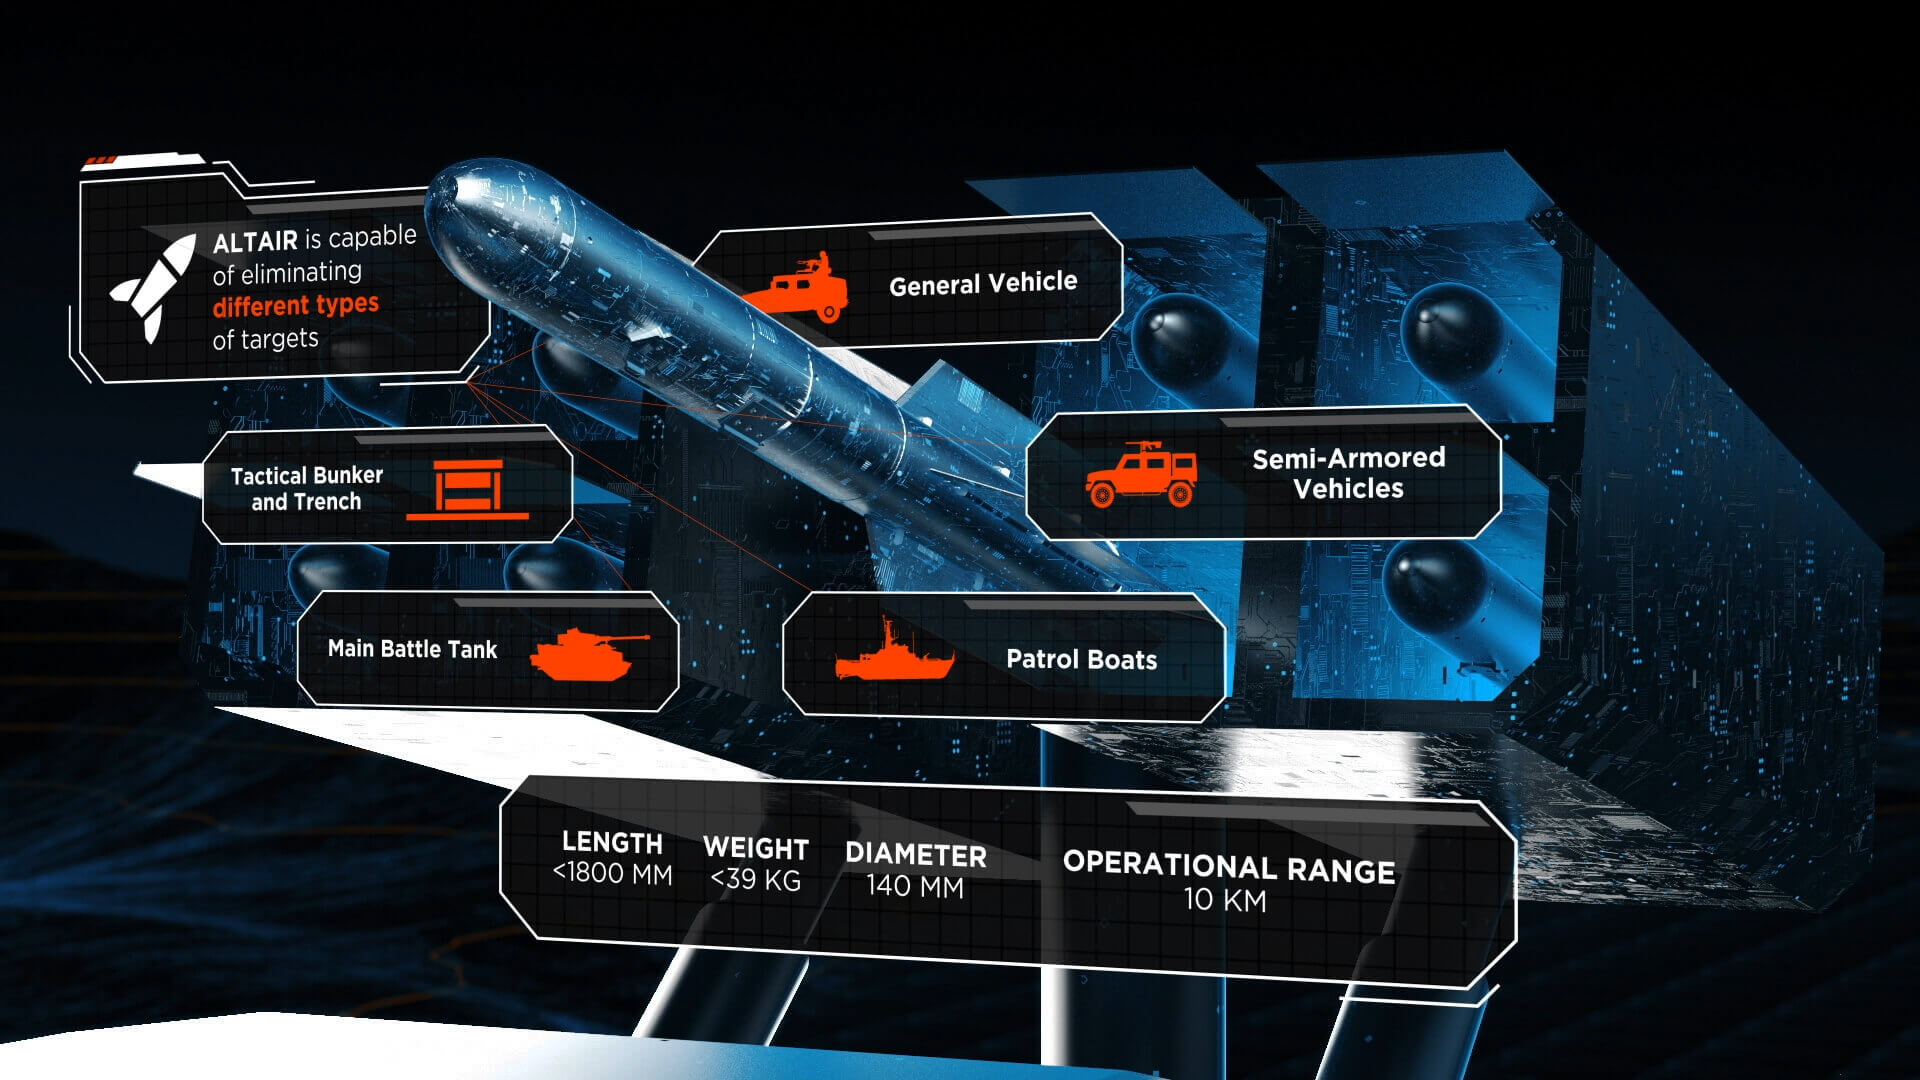 ALTAIR is capable
of eliminating
different types
of targets
General Vehicle
Semi-Armored
Vehicles
Tactical Bunker
and Trench
Main Battle Tank
Patrol Boats
LENGTH
<1800 MM
WEIGHT
<39 KG
DIAMETER
140 MM
OPERATIONAL RANGE
10 KM